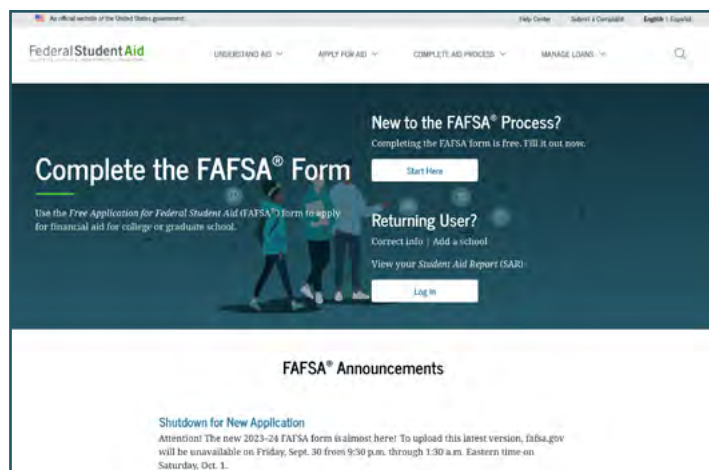 An official website of the United States government.
Help Center Submit a Complaint English | Español
Federal Student Aid
UNDERSTAND AID APPLY FOR AID COMPLETE AID PROCESS MANAGE LOANS
Complete the FAFSA® Form
Use the Free Application for Federal Student Aid (FAFSA®) form to apply
for financial aid for college or graduate school.
New to the FAFSA® Process?
Completing the FAFSA form is free. Fill it out now.
Start Here
Returning User?
Correct info | Add a school
View your Student Aid Report (SAR)
Log In
FAFSA® Announcements
Shutdown for New Application
Attention! The new 2023–24 FAFSA form is almost here! To upload this latest version, fafsa.gov
will be unavailable on Friday, Sept. 30 from 9:30 p.m. through 1:30 a.m. Eastern time on
Saturday, Oct. 1.